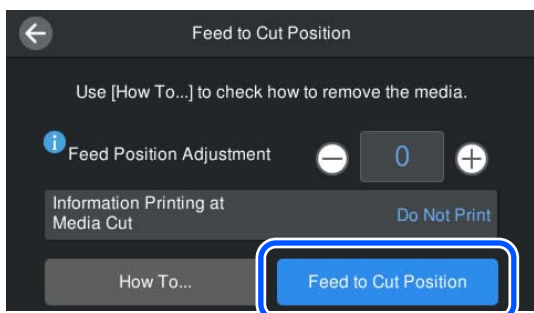 Feed to Cut Position
Use [How To...] to check how to remove the media.
i
Feed Position Adjustment
0
Information Printing at
Media Cut
Do Not Print
How To...
Feed to Cut Position